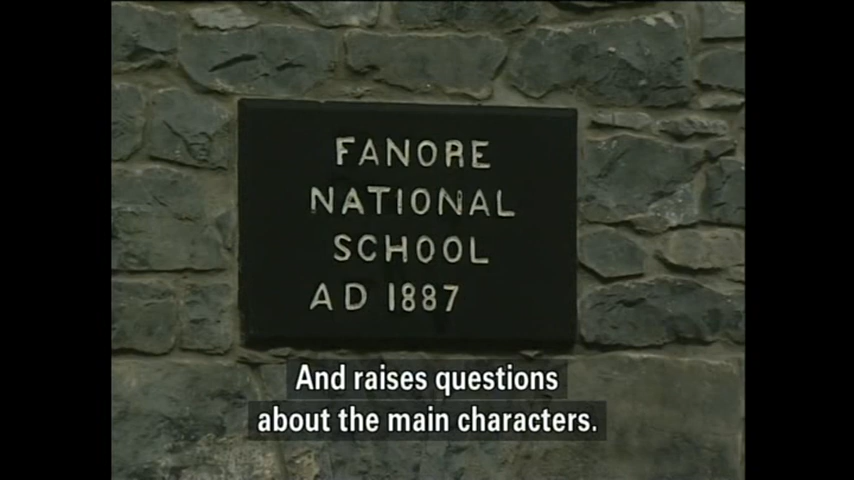 FANORE
NATIONAL
SCHOOL
AD 1887
And raises questions
about the main characters.